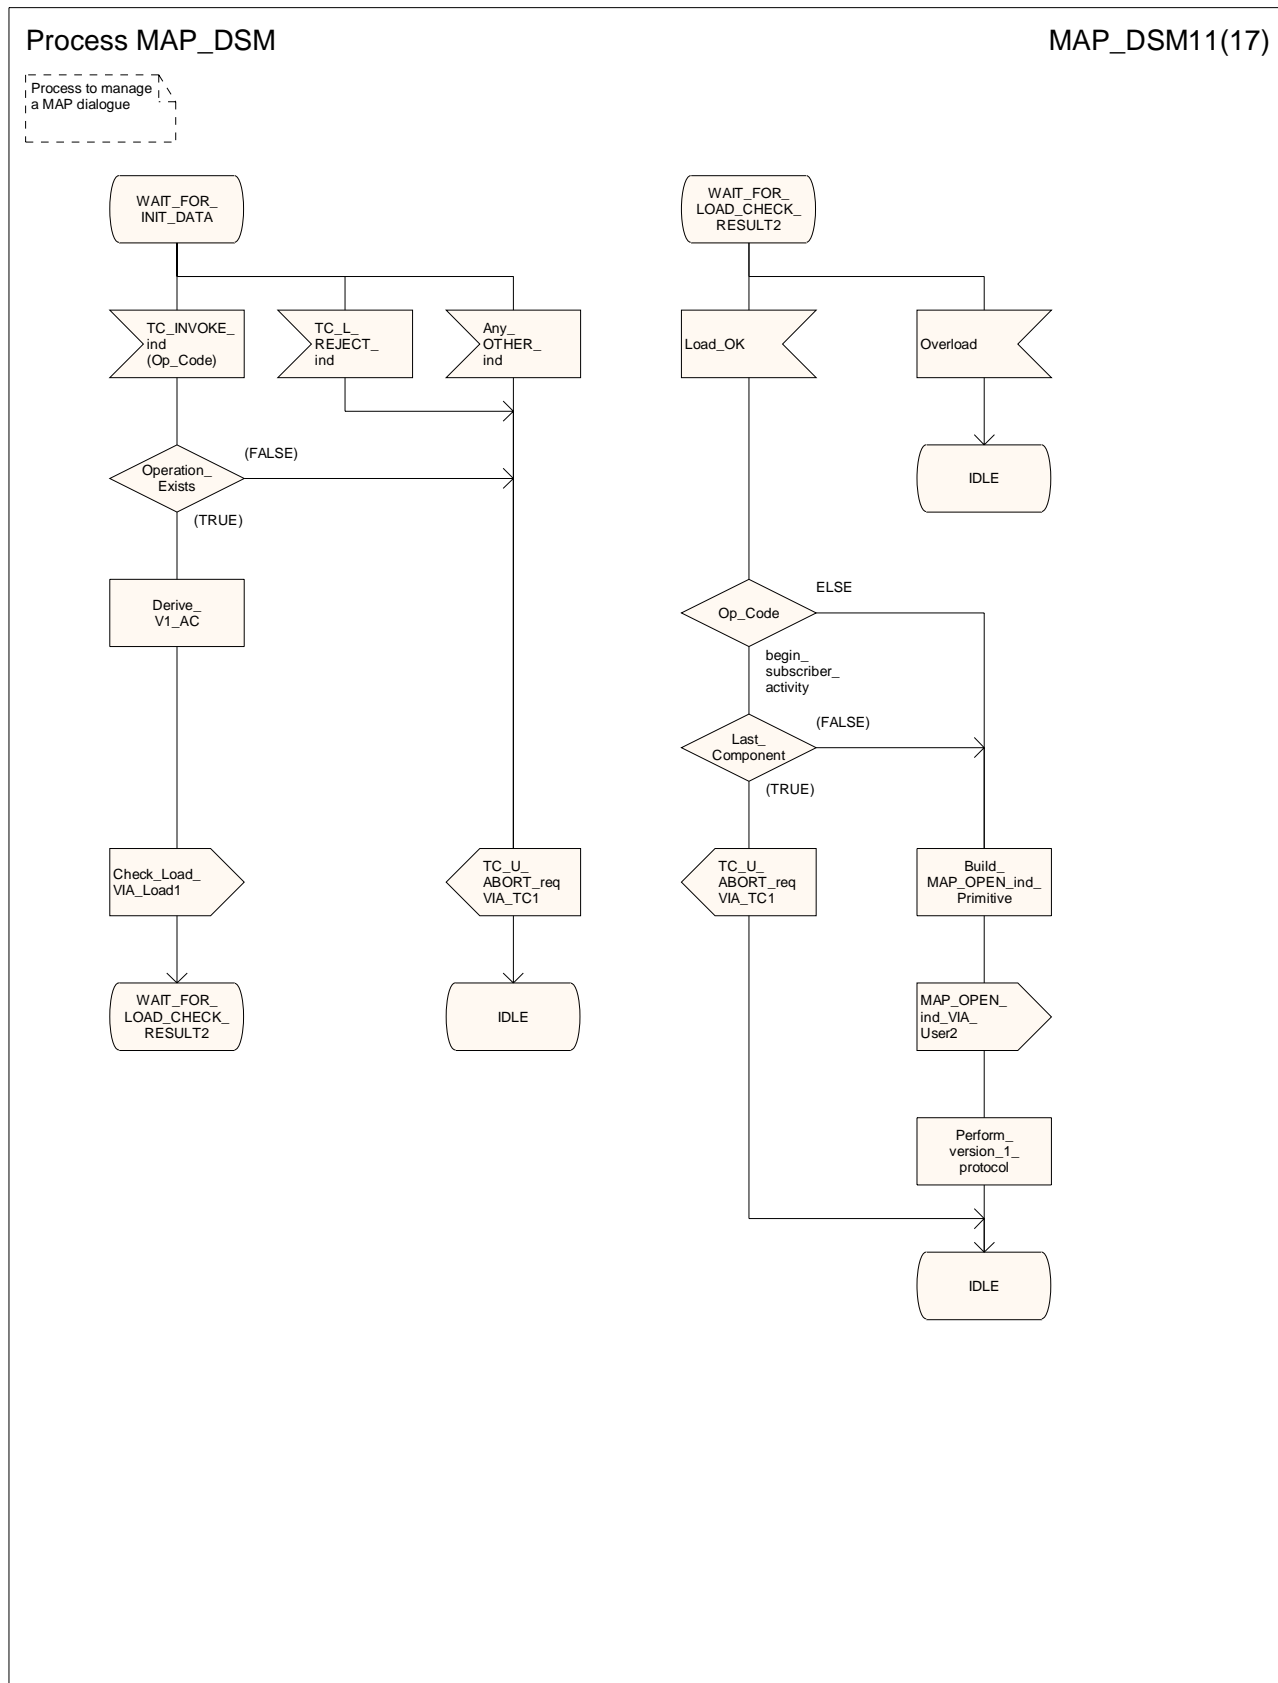 Process MAP_DSM
MAP_DSM11(17)
Process to manage
a MAP dialogue
WAIT_FOR_
INIT_DATA
TC_INVOKE_
ind
(Op_Code)
TC_L_
REJECT_
ind
Any_
OTHER_
ind
Operation_
Exists
(FALSE)
(TRUE)
Derive_
V1_AC
Check_Load_
VIA_Load1
TC_U_
ABORT_req
VIA_TC1
WAIT_FOR_
LOAD_CHECK_
RESULT2
IDLE
WAIT_FOR_
LOAD_CHECK_
RESULT2
Load_OK
Overload
IDLE
Op_Code
ELSE
begin_
subscriber_
activity
Last_
Component
(FALSE)
(TRUE)
TC_U_
ABORT_req
VIA_TC1
Build_
MAP_OPEN_ind_
Primitive
MAP_OPEN_
ind_VIA_
User2
Perform_
version_1_
protocol
IDLE